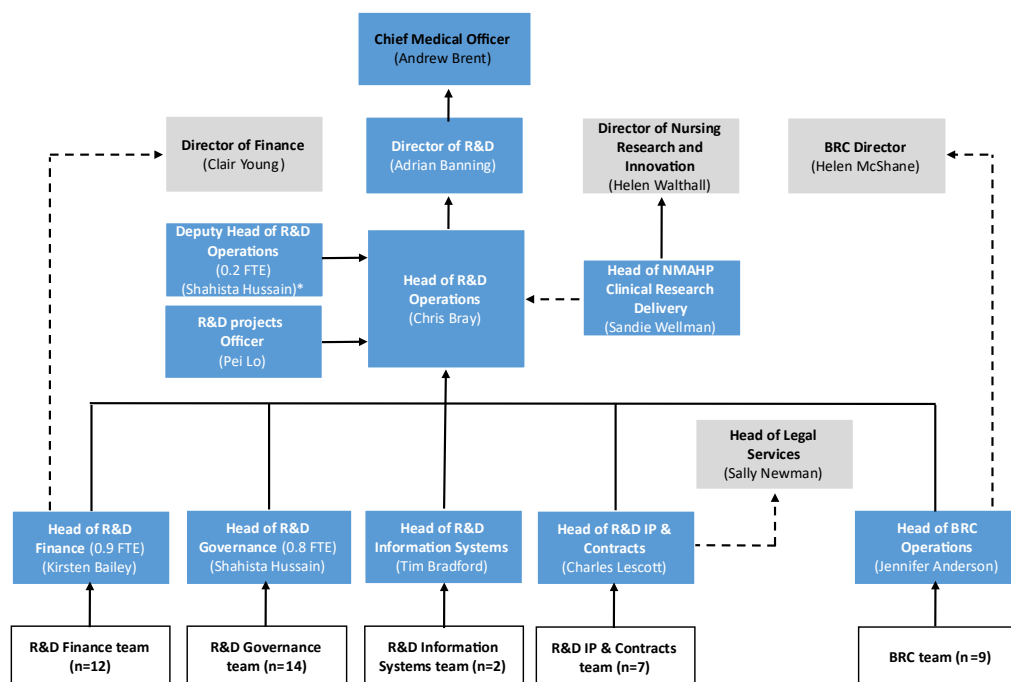 Chief Medical Officer
(Andrew Brent)
Director of Finance
(Clair Young)
Director of R&D
(Adrian Banning)
Director of Nursing
Research and
Innovation
(Helen Walthall)
BRC Director
(Helen McShane)
Deputy Head of R&D
Operations
(0.2 FTE)
(Shahista Hussain)*
R&D projects
Officer
(Pei Lo)
Head of R&D
Operations
(Chris Bray)
Head of NMAHP
Clinical Research
Delivery
(Sandie Wellman)
Head of Legal
Services
(Sally Newman)
Head of R&D
Finance (0.9 FTE)
(Kirsten Bailey)
Head of R&D
Governance (0.8 FTE)
(Shahista Hussain)
Head of R&D
Information Systems
(Tim Bradford)
Head of R&D IP &
Contracts
(Charles Lescott)
Head of BRC
Operations
(Jennifer Anderson)
R&D Finance team
(n=12)
R&D Governance
team (n=14)
R&D Information
Systems team (n=2)
R&D IP & Contracts
team (n=7)
BRC team (n=9)